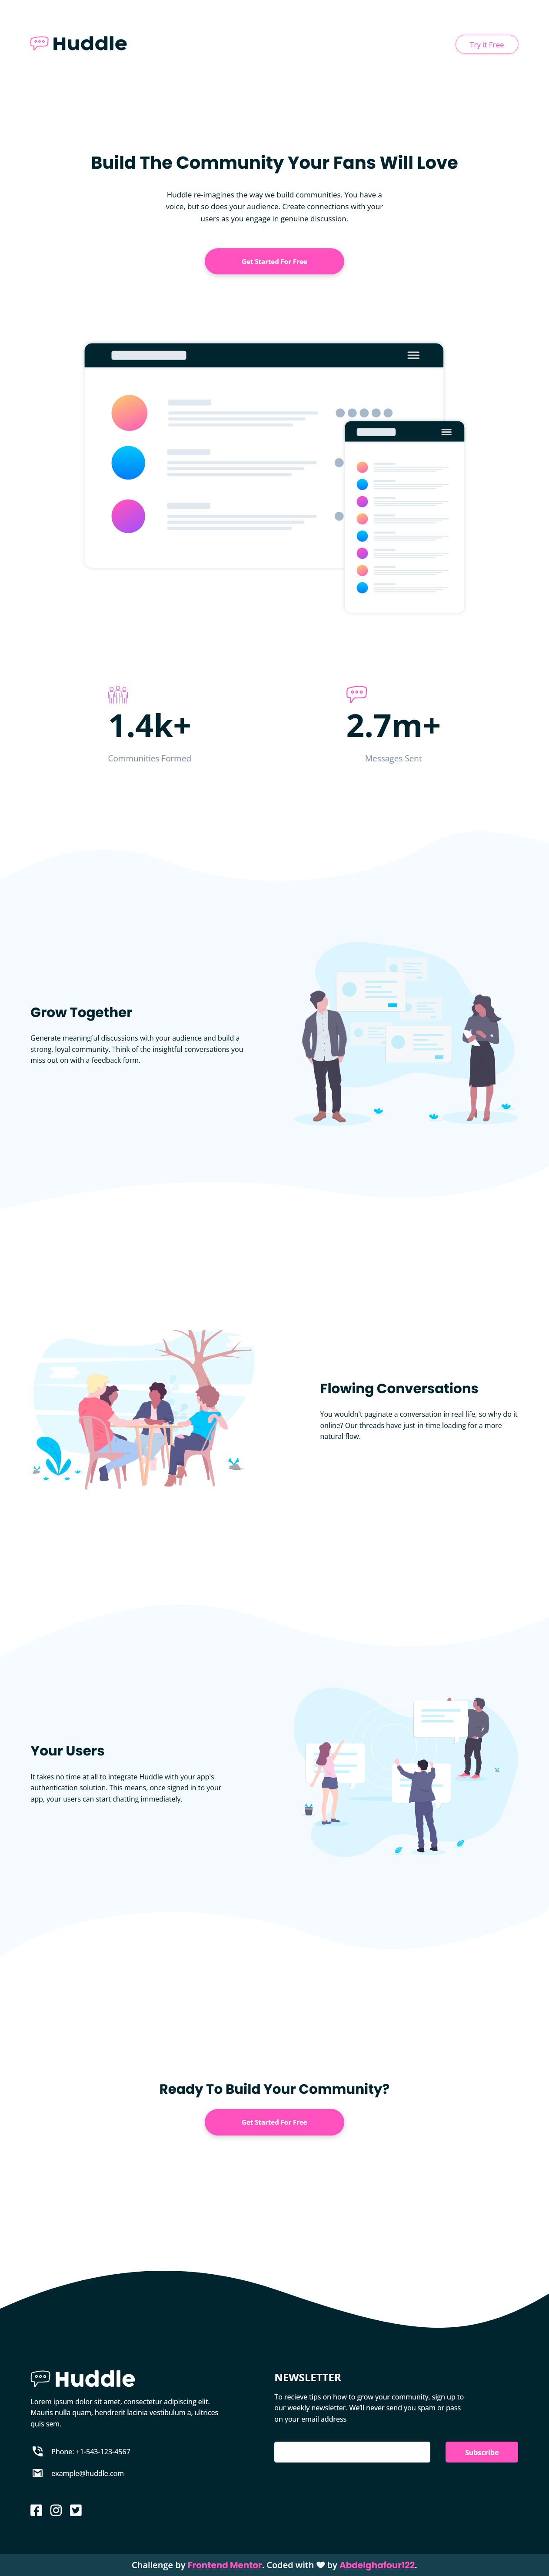 Huddle
Try it Free
Build The Community Your Fans Will Love
Huddle re-imagines the way we build communities. You have a
voice, but so does your audience. Create connections with your
users as you engage in genuine discussion.
Get Started For Free
1.4k+
Communities Formed
2.7m+
Messages Sent
Grow Together
Generate meaningful discussions with your audience and build a
strong, loyal community. Think of the insightful conversations you
miss out on with a feedback form.
Flowing Conversations
You wouldn't paginate a conversation in real life, so why do it
online? Our threads have just-in-time loading for a more
natural flow.
Your Users
It takes no time at all to integrate Huddle with your app's
authentication solution. This means, once signed in to your
app, your users can start chatting immediately.
Ready To Build Your Community?
Get Started For Free
Huddle
Lorem ipsum dolor sit amet, consectetur adipiscing elit.
Mauris nulla quam, hendrerit lacinia vestibulum a, ultrices
quis sem.
Phone: +1-543-123-4567
example@huddle.com
NEWSLETTER
To recieve tips on how to grow your community, sign up to
our weekly newsletter. We'll never send you spam or pass
on your email address
Subscribe
Challenge by Frontend Mentor. Coded with ♥ by Abdelghafour122.